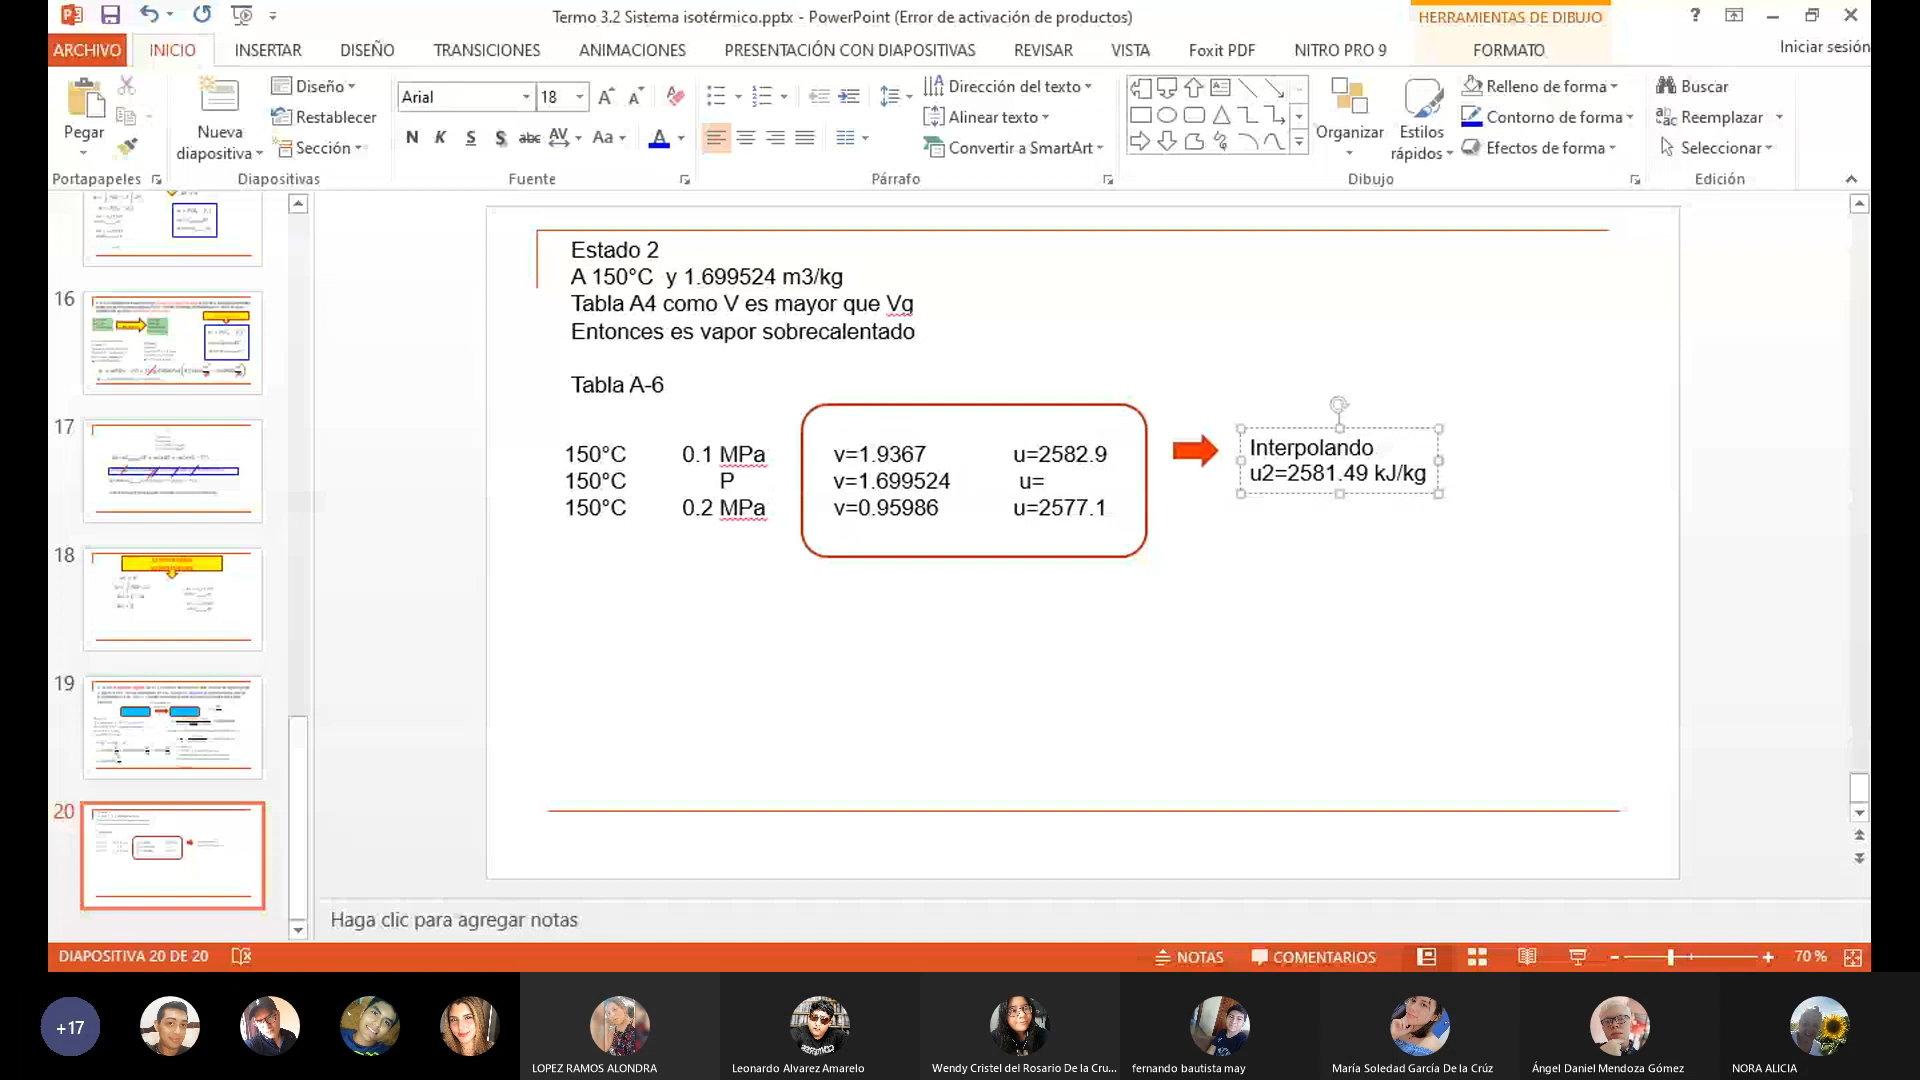 Termo 3.2 Sistema isotérmico.pptx - PowerPoint (Error de activación de productos)
HERRAMIENTAS DE DIBUJO
?
ARCHIVO
INICIO
INSERTAR
DISEÑO
TRANSICIONES
ANIMACIONES
PRESENTACIÓN CON DIAPOSITIVAS
REVISAR
VISTA
Foxit PDF
NITRO PRO 9
FORMATO
Iniciar sesión
Pegar
Nueva
diapositiva
Diseño
Restablecer
Sección
Arial
18
N K S S abc AV Aa A
Dirección del texto
Alinear texto
Convertir a SmartArt
Organizar
Estilos
rápidos
Relleno de forma
Contorno de forma
Efectos de forma
Buscar
Reemplazar
Seleccionar
Portapapeles
Diapositivas
Fuente
Párrafo
Dibujo
Edición
16
17
18
19
20
Estado 2
A 150°C y 1.699524 m3/kg
Tabla A4 como V es mayor que Vg
Entonces es vapor sobrecalentado
Tabla A-6
150°C 0.1 MPa v=1.9367 u=2582.9
150°C P v=1.699524 u=
150°C 0.2 MPa v=0.95986 u=2577.1
Interpolando
u2=2581.49 kJ/kg
Haga clic para agregar notas
DIAPOSITIVA 20 DE 20
NOTAS
COMENTARIOS
70 %
+17
LOPEZ RAMOS ALONDRA
Leonardo Alvarez Amarelo
Wendy Cristel del Rosario De la Cru...
fernando bautista may
María Soledad García De la Crúz
Ángel Daniel Mendoza Gómez
NORA ALICIA